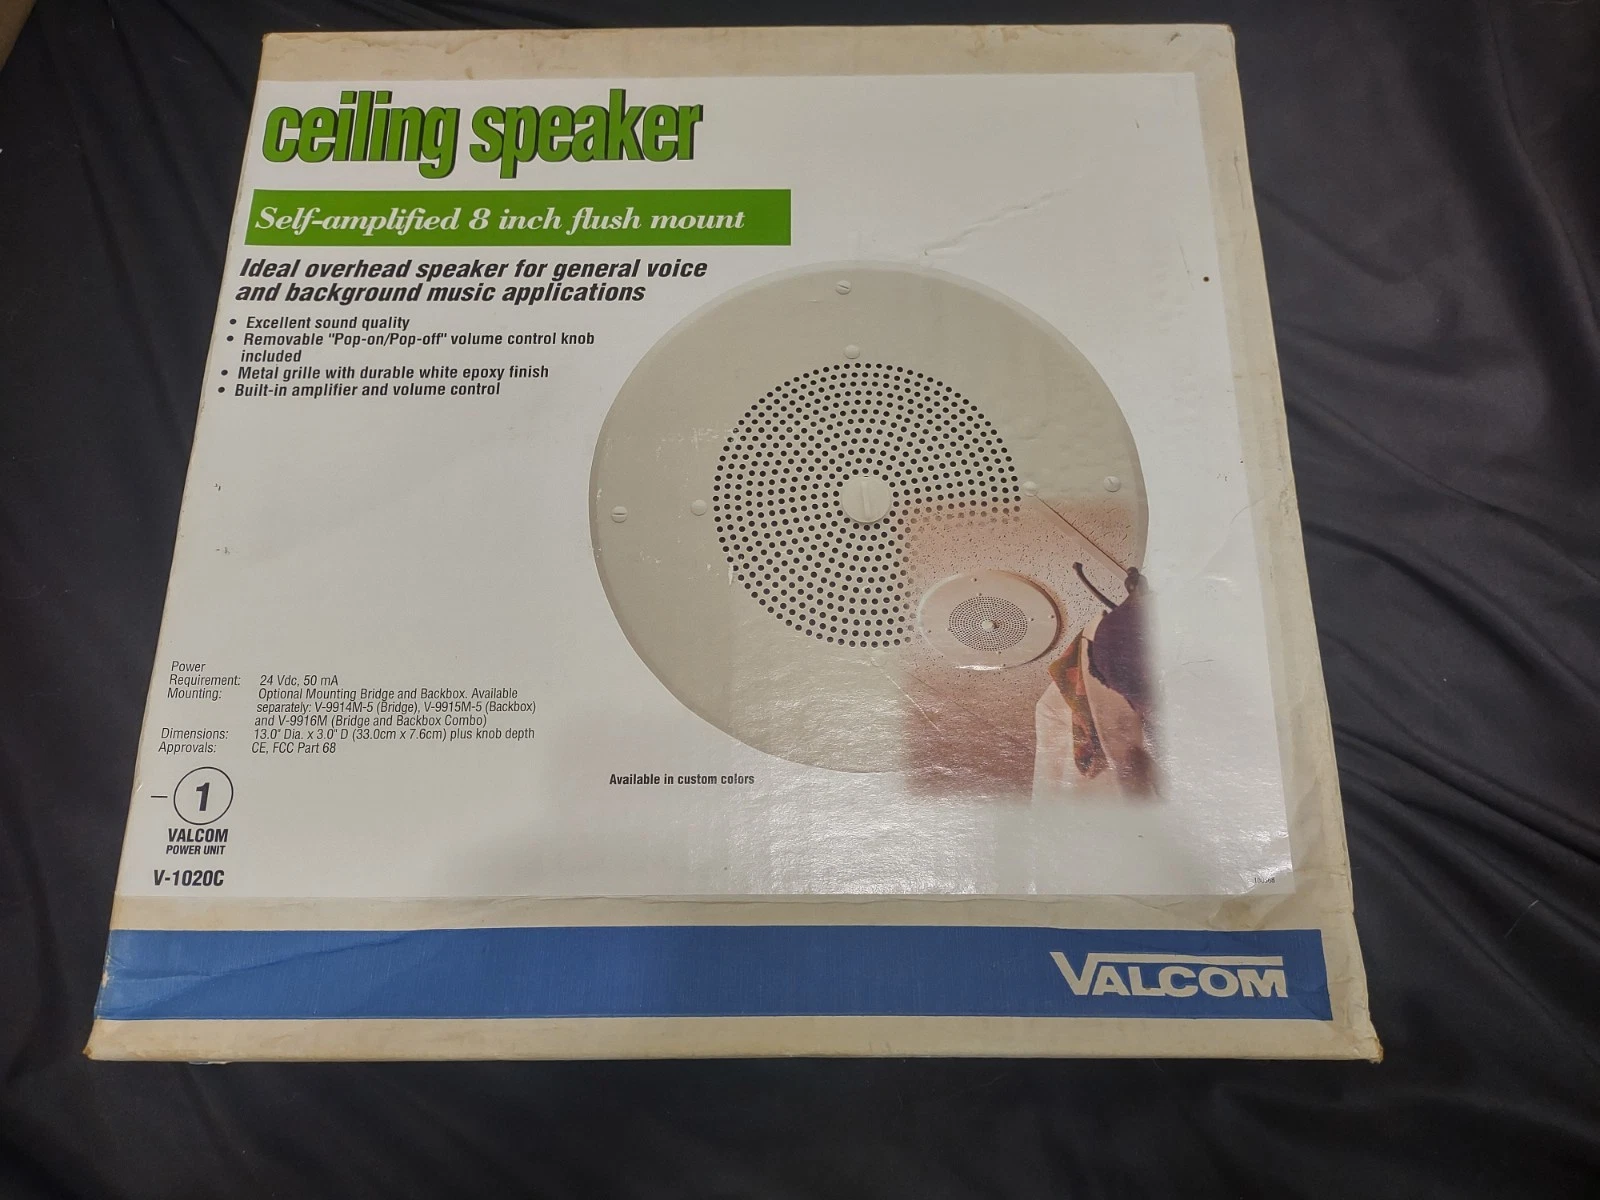 ceiling speaker
Self-amplified 8 inch flush mount
Ideal overhead speaker for general voice
and background music applications
• Excellent sound quality
• Removable "Pop-on/Pop-off" volume control knob
included
• Metal grille with durable white epoxy finish
• Built-in amplifier and volume control
Power
Requirement: 24 Vdc, 50 mA
Mounting: Optional Mounting Bridge and Backbox. Available
separately: V-9914M-5 (Bridge), V-9915M-5 (Backbox)
and V-9916M (Bridge and Backbox Combo)
Dimensions: 13.0" Dia. x 3.0" D (33.0cm x 7.6cm) plus knob depth
Approvals: CE, FCC Part 68
Available in custom colors
–1
VALCOM
POWER UNIT
V-1020C
VALCOM